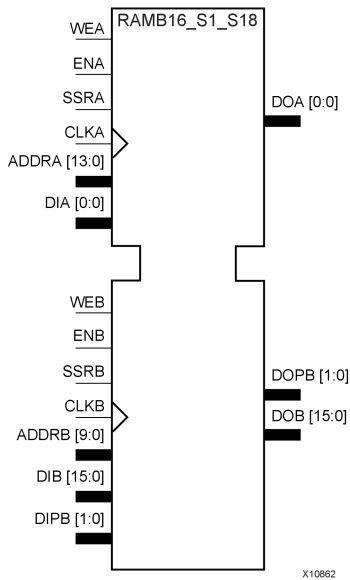 RAMB16_S1_S18
WEA
ENA
SSRA
CLKA
ADDRA [13:0]
DIA [0:0]
DOA [0:0]
WEB
ENB
SSRB
CLKB
ADDRB [9:0]
DIB [15:0]
DIPB [1:0]
DOPB [1:0]
DOB [15:0]
X10862